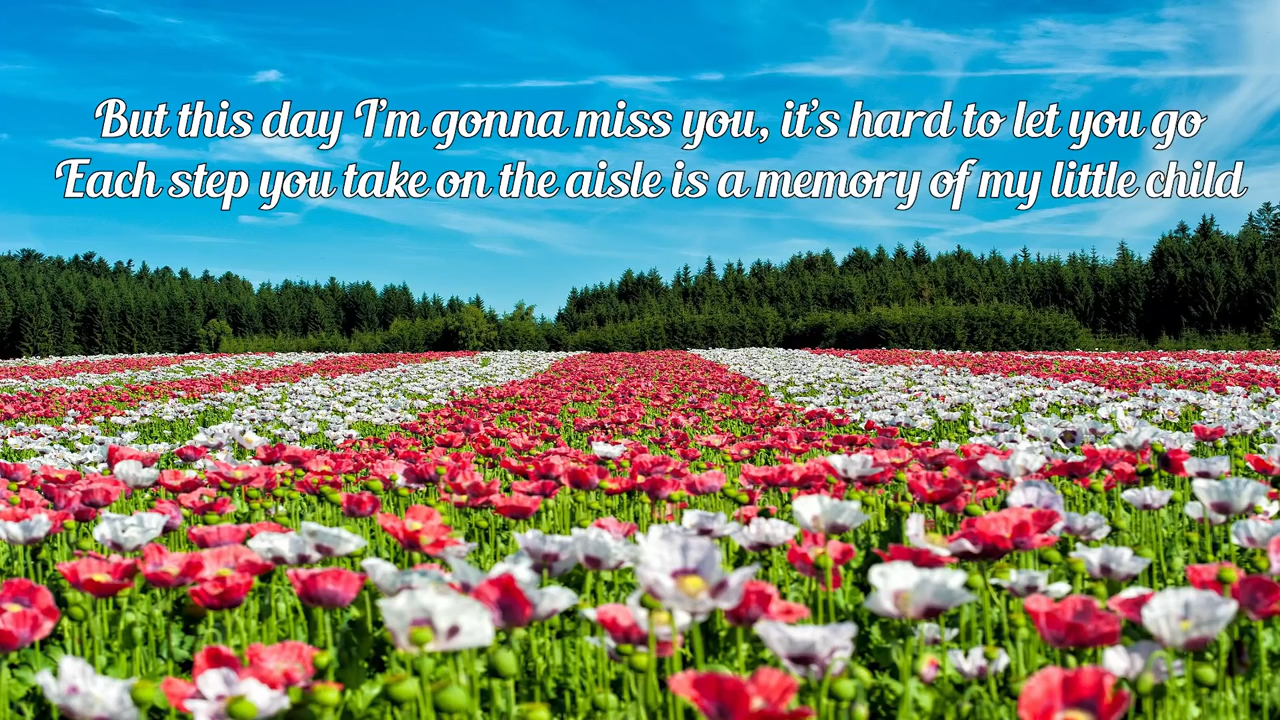 But this day I'm gonna miss you, it's hard to let you go
Each step you take on the aisle is a memory of my little child